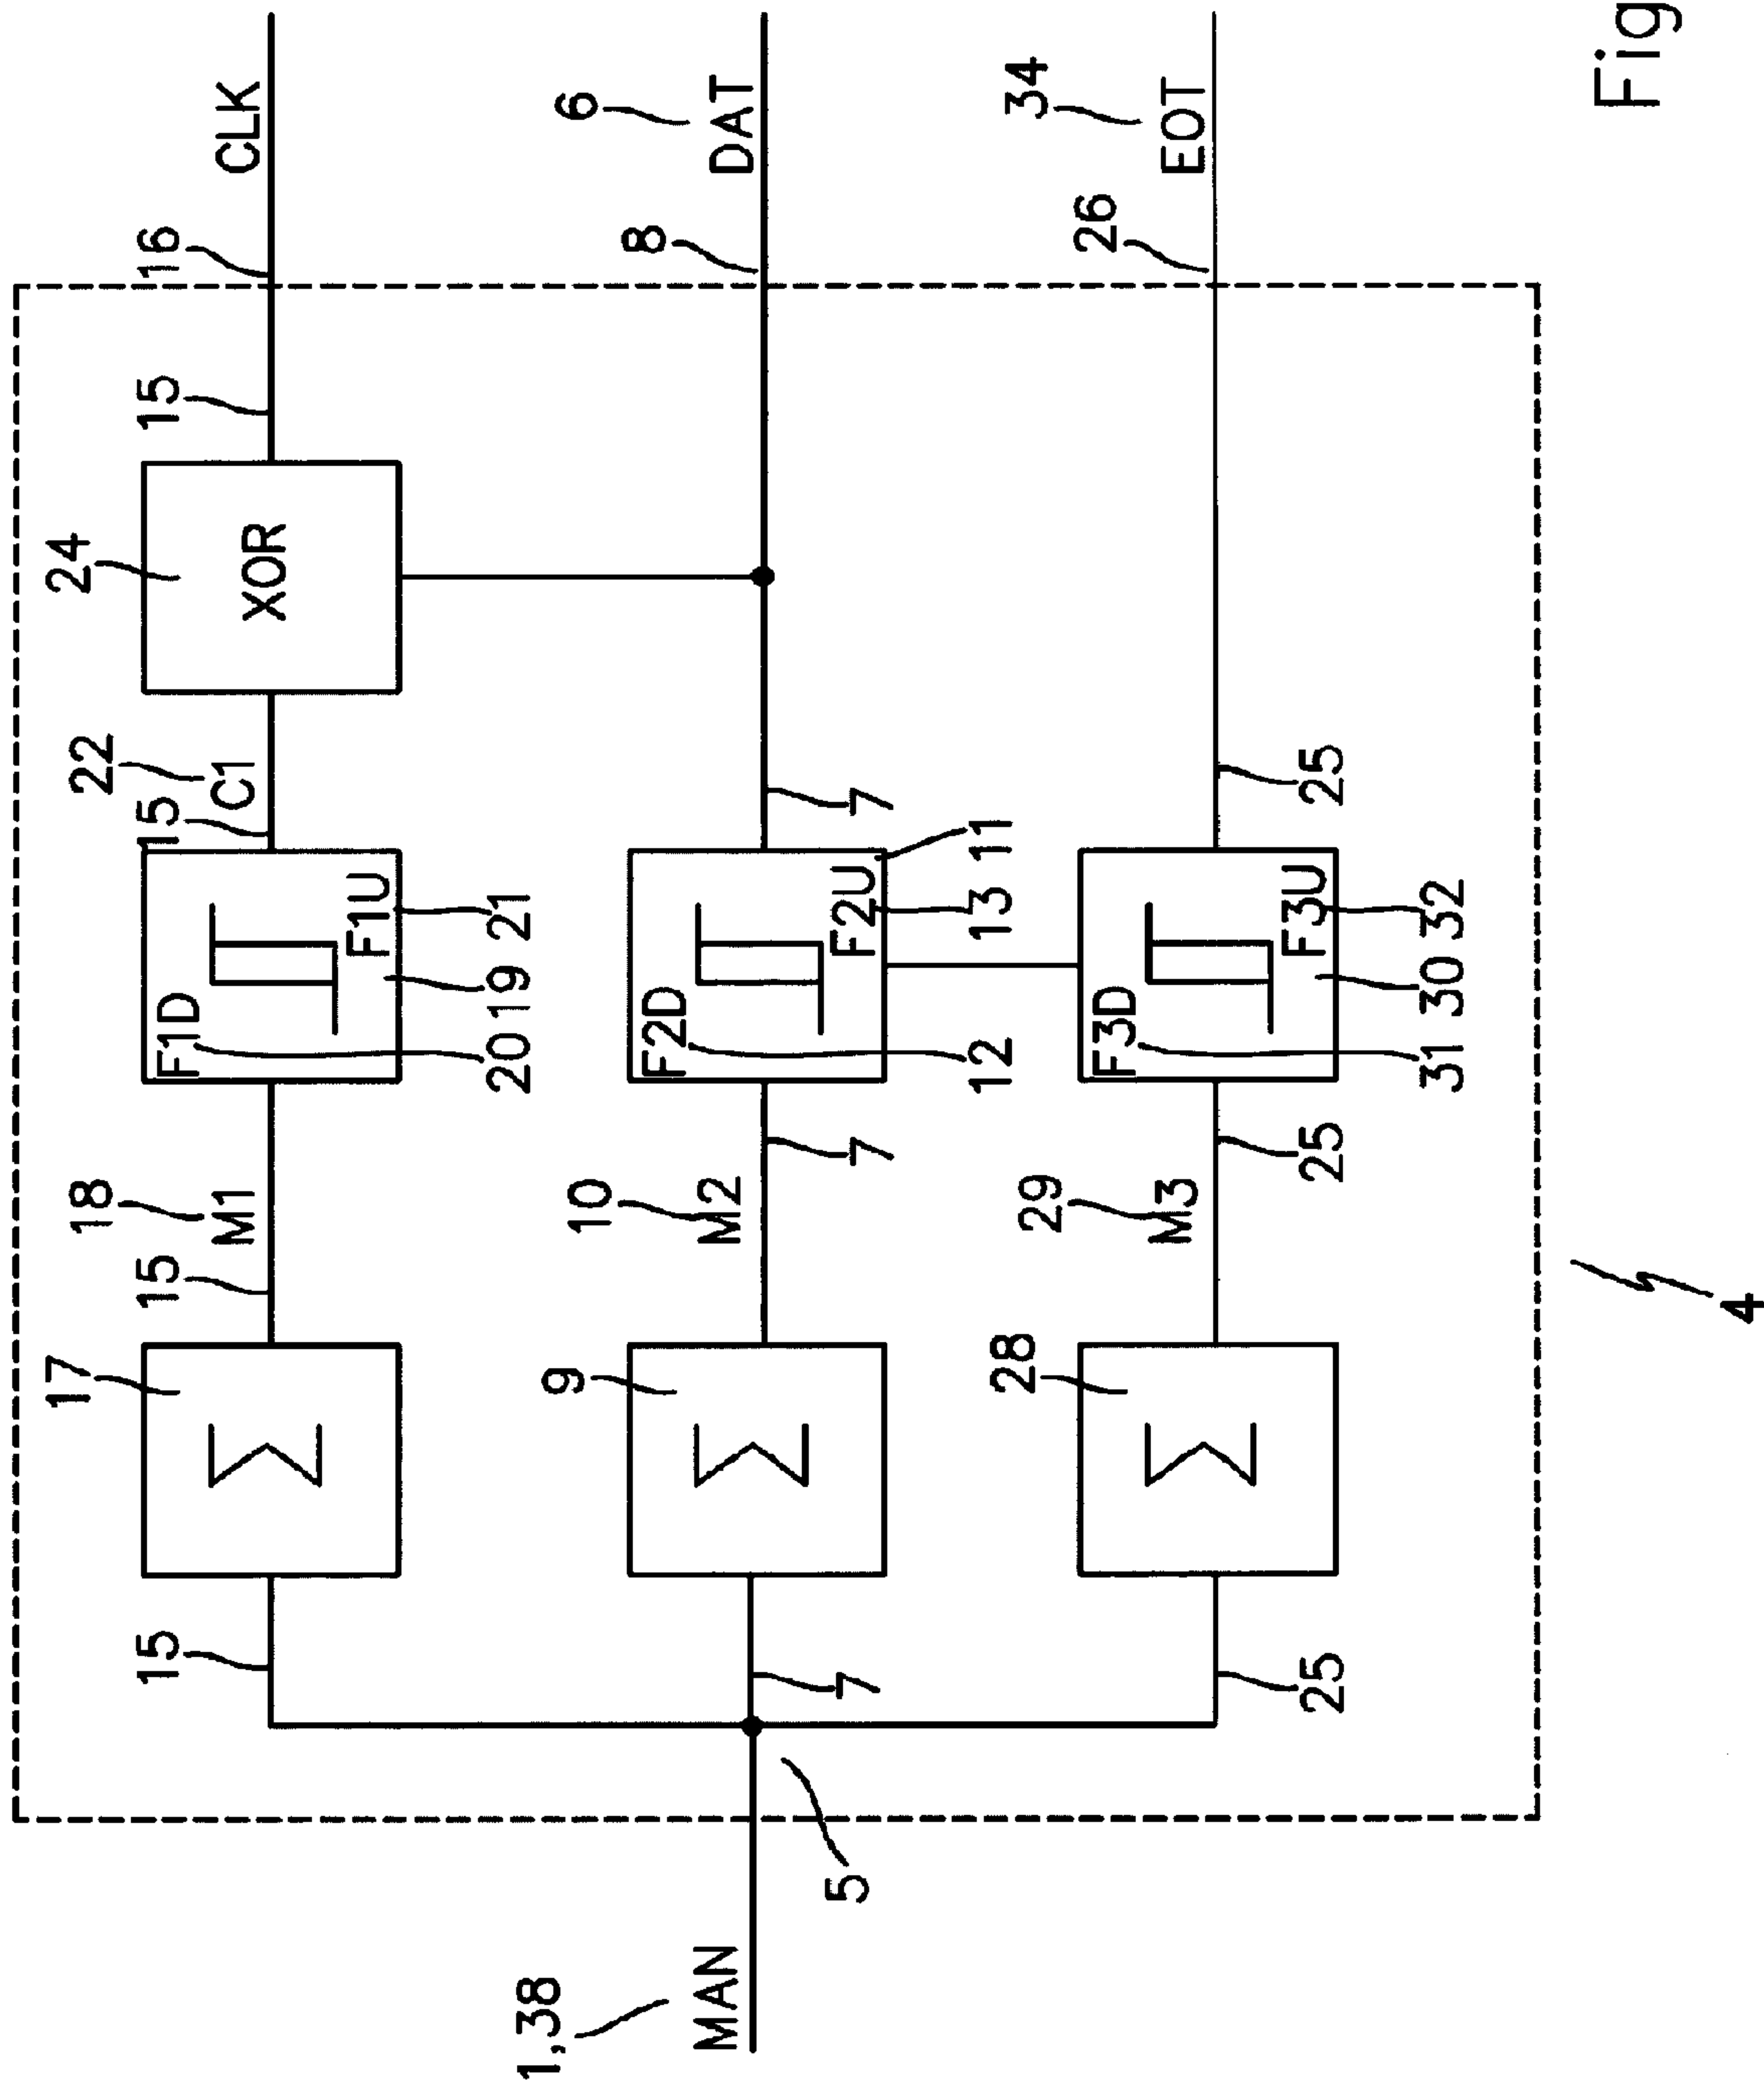 24
17
18
22
15
15
15
15
16
M1
C1
CLK
Σ
F1D
F1U
XOR
20
19
21
1,38
9
10
8
6
MAN
M2
DAT
Σ
F2D
F2U
5
7
7
7
12
13
11
28
29
26
34
M3
EOT
Σ
F3D
F3U
25
25
25
31
30
32
4
Fig